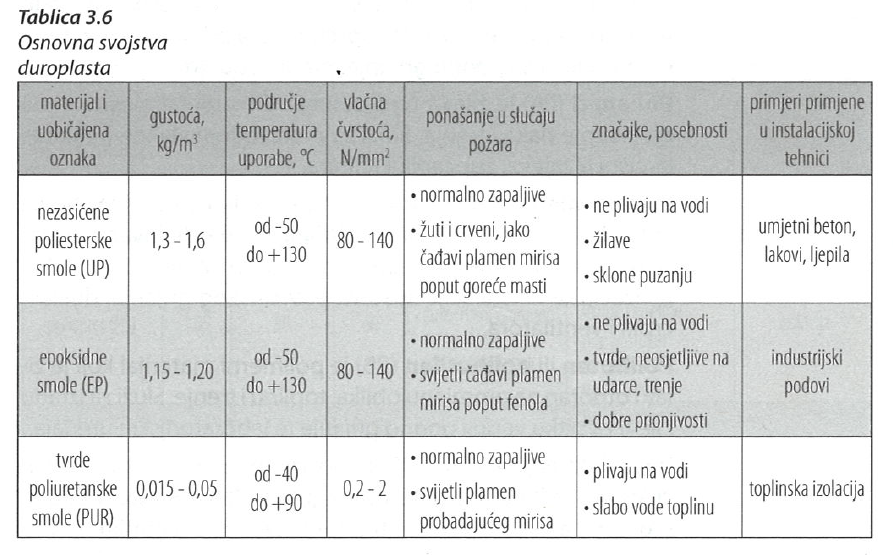 Tablica 3.6
Osnovna svojstva
duroplasta
materijal i
uobičajena
oznaka
gustoća,
kg/m³
područje
temperatura
uporabe, °C
vlačna
čvrstoća,
N/mm²
ponašanje u slučaju
požara
značajke, posebnosti
primjeri primjene
u instalacijskoj
tehnici
nezasićene
poliesterske
smole (UP)
1,3 - 1,6
od -50
do +130
80 - 140
• normalno zapaljive
• žuti i crveni, jako
čađavi plamen mirisa
poput goreće masti
• ne plivaju na vodi
• žilave
• sklone puzanju
umjetni beton,
lakovi, ljepila
epoksidne
smole (EP)
1,15 - 1,20
od -50
do +130
80 - 140
• normalno zapaljive
• svijetli čađavi plamen
mirisa poput fenola
• ne plivaju na vodi
• tvrde, neosjetljive na
udarce, trenje
• dobre prionjivosti
industrijski
podovi
tvrde
poliuretanske
smole (PUR)
0,015 - 0,05
od -40
do +90
0,2 - 2
• normalno zapaljive
• svijetli plamen
probadajućeg mirisa
• plivaju na vodi
• slabo vode toplinu
toplinska izolacija